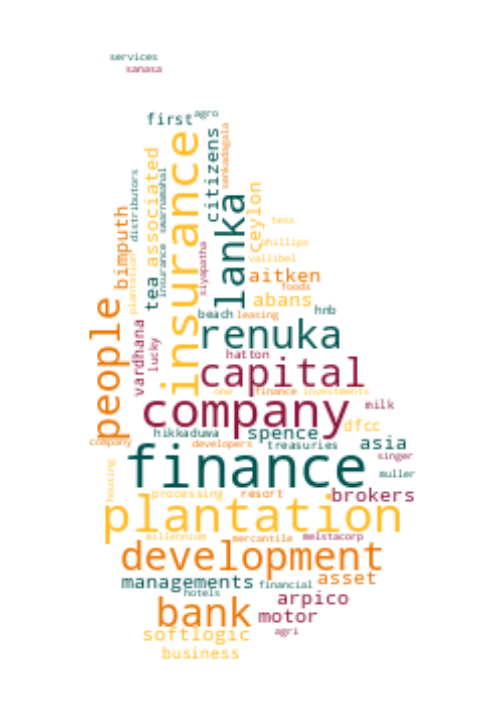 services
sanasa
first
agro
insurance
citizens
senkadagala
associated
distributors
swarnamahal
insurance
lanka
ceylon
tess
phillips
vallibel
bimputh
plantation
tea
siyapatha
aitken
foods
abans
people
vardhana
lucky
beach
leasing
hnb
renuka
hatton
capital
one
finance
investments
company
milk
dfcc
hikkaduwa
spence
company
developers
treasuries
asia
singer
finance
muller
housing
processing
resort
brokers
plantation
millennium
mercantile
melstacorp
development
managements
financial
asset
hotels
arpico
bank
motor
softlogic
agri
business